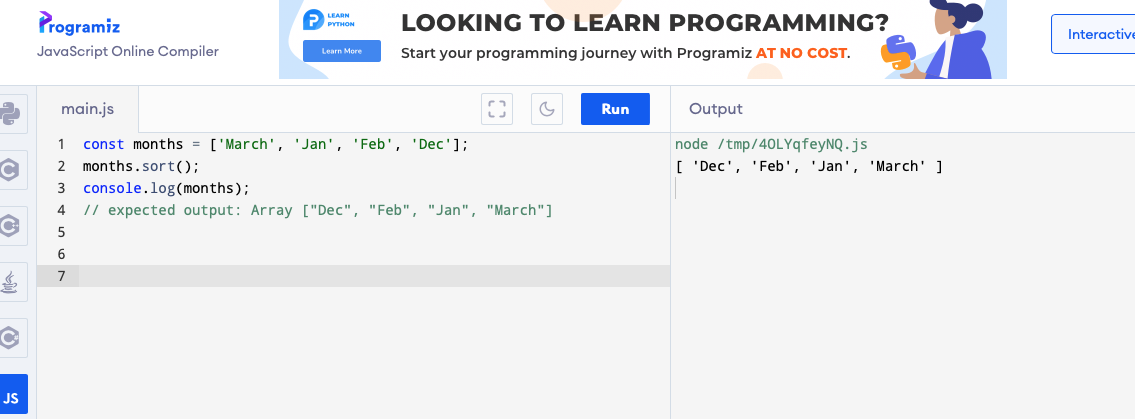 Programiz
JavaScript Online Compiler
LEARN
PYTHON
Learn More
LOOKING TO LEARN PROGRAMMING?
Start your programming journey with Programiz AT NO COST.
Interactive
main.js
Run
Output
1 const months = ['March', 'Jan', 'Feb', 'Dec'];
2 months.sort();
3 console.log(months);
4 // expected output: Array ["Dec", "Feb", "Jan", "March"]
5
6
7
node /tmp/4OLYqfeyNQ.js
[ 'Dec', 'Feb', 'Jan', 'March' ]
JS